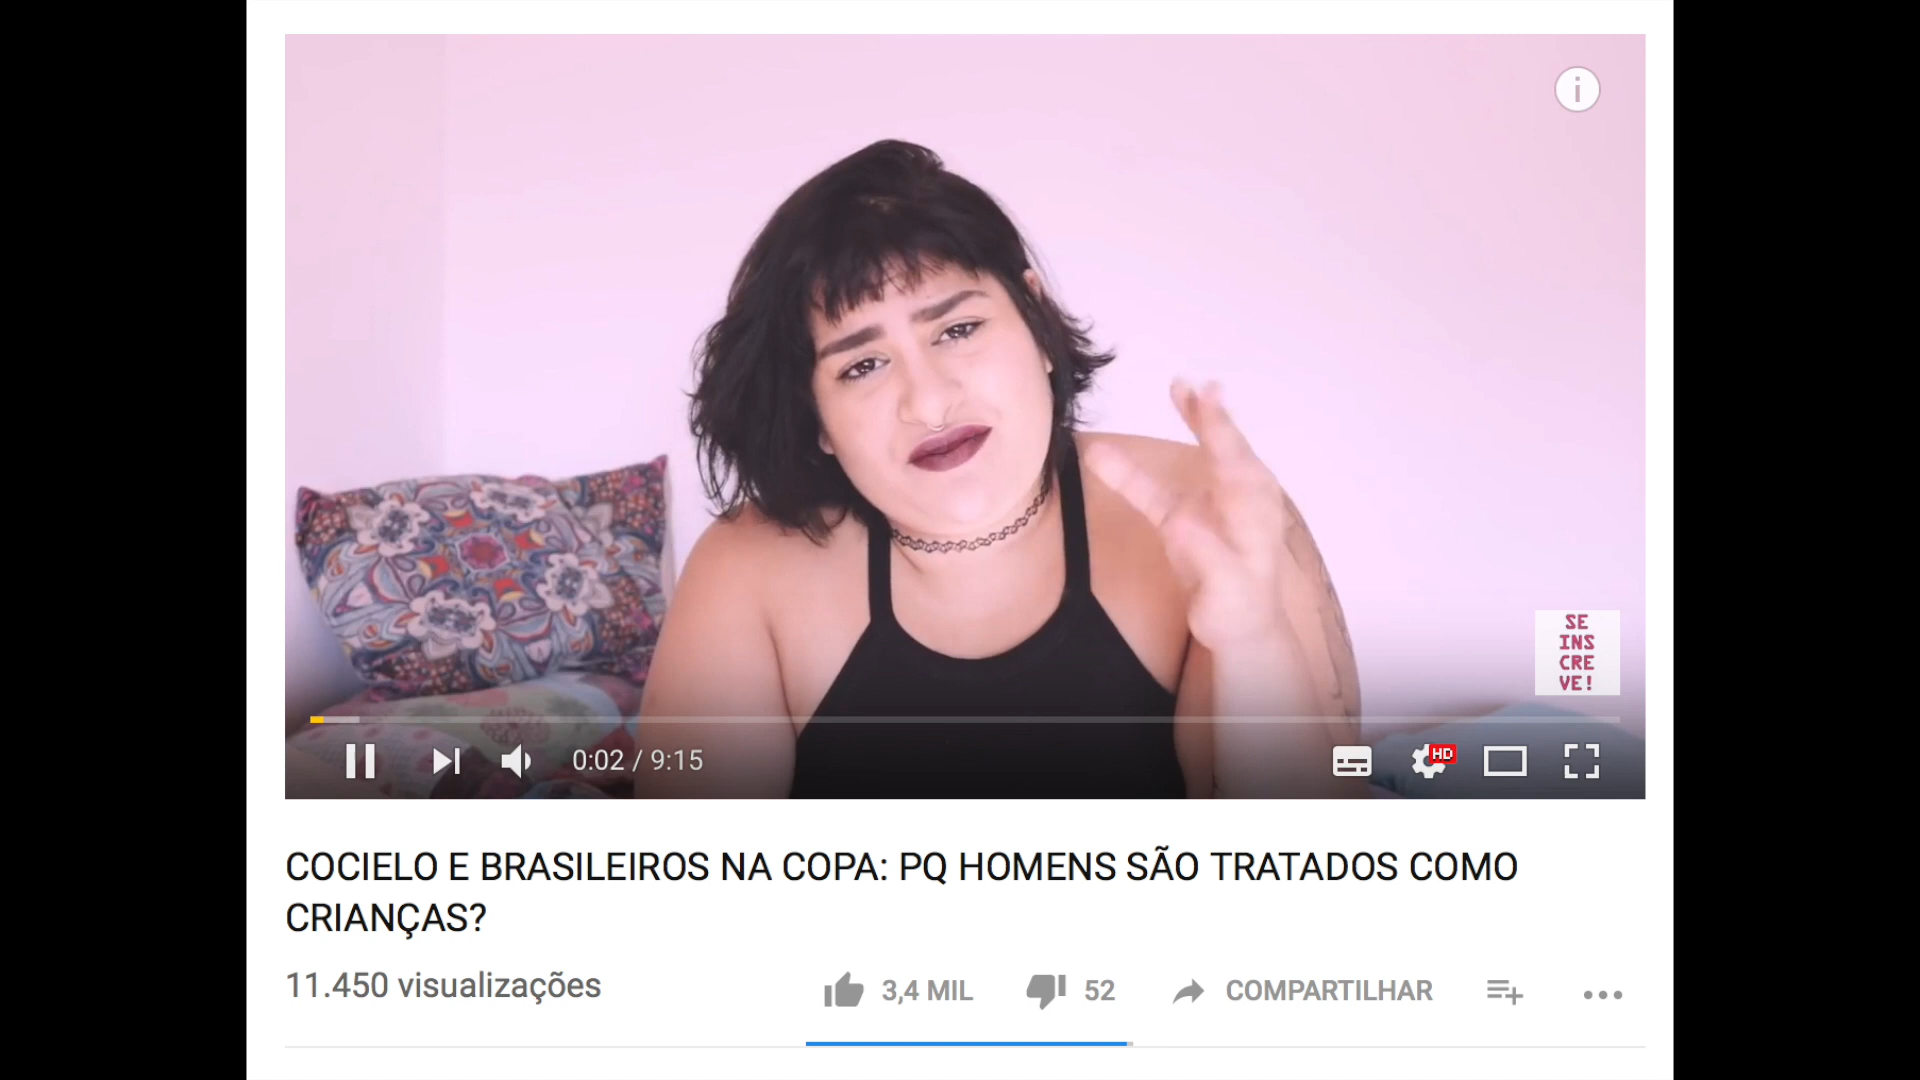 i
SE
INS
CRE
VE!
0:02 / 9:15
HD
COCIELO E BRASILEIROS NA COPA: PQ HOMENS SÃO TRATADOS COMO
CRIANÇAS?
11.450 visualizações
3,4 MIL
52
COMPARTILHAR